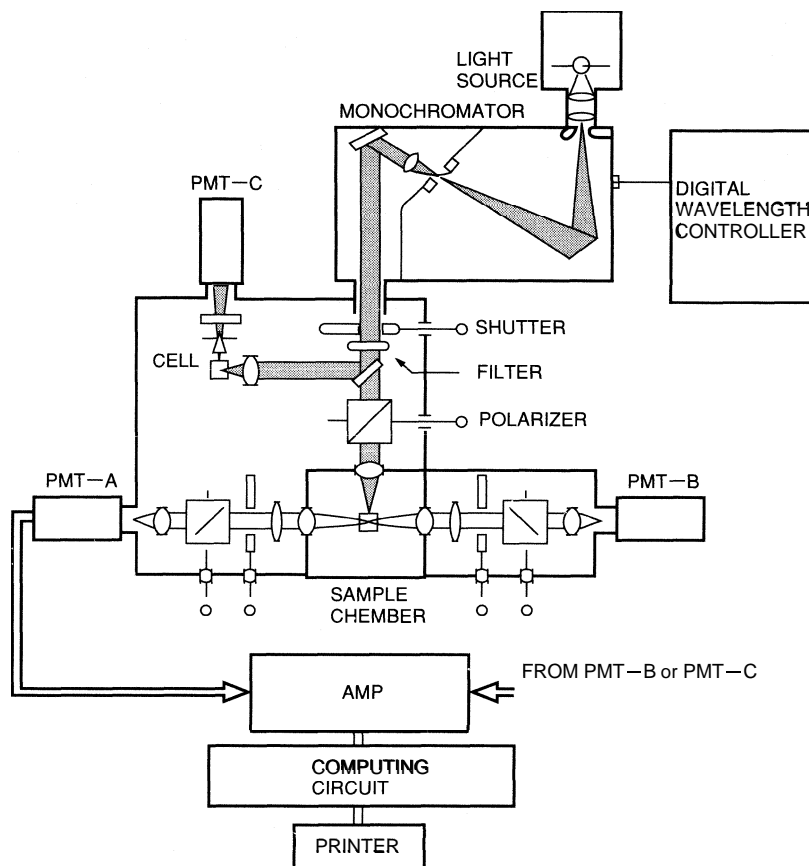 LIGHT
SOURCE
MONOCHROMATOR
PMT-C
DIGITAL
WAVELENGTH
CONTROLLER
SHUTTER
CELL
FILTER
POLARIZER
PMT-A
PMT-B
SAMPLE
CHEMBER
FROM PMT-B or PMT-C
AMP
COMPUTING
CIRCUIT
PRINTER